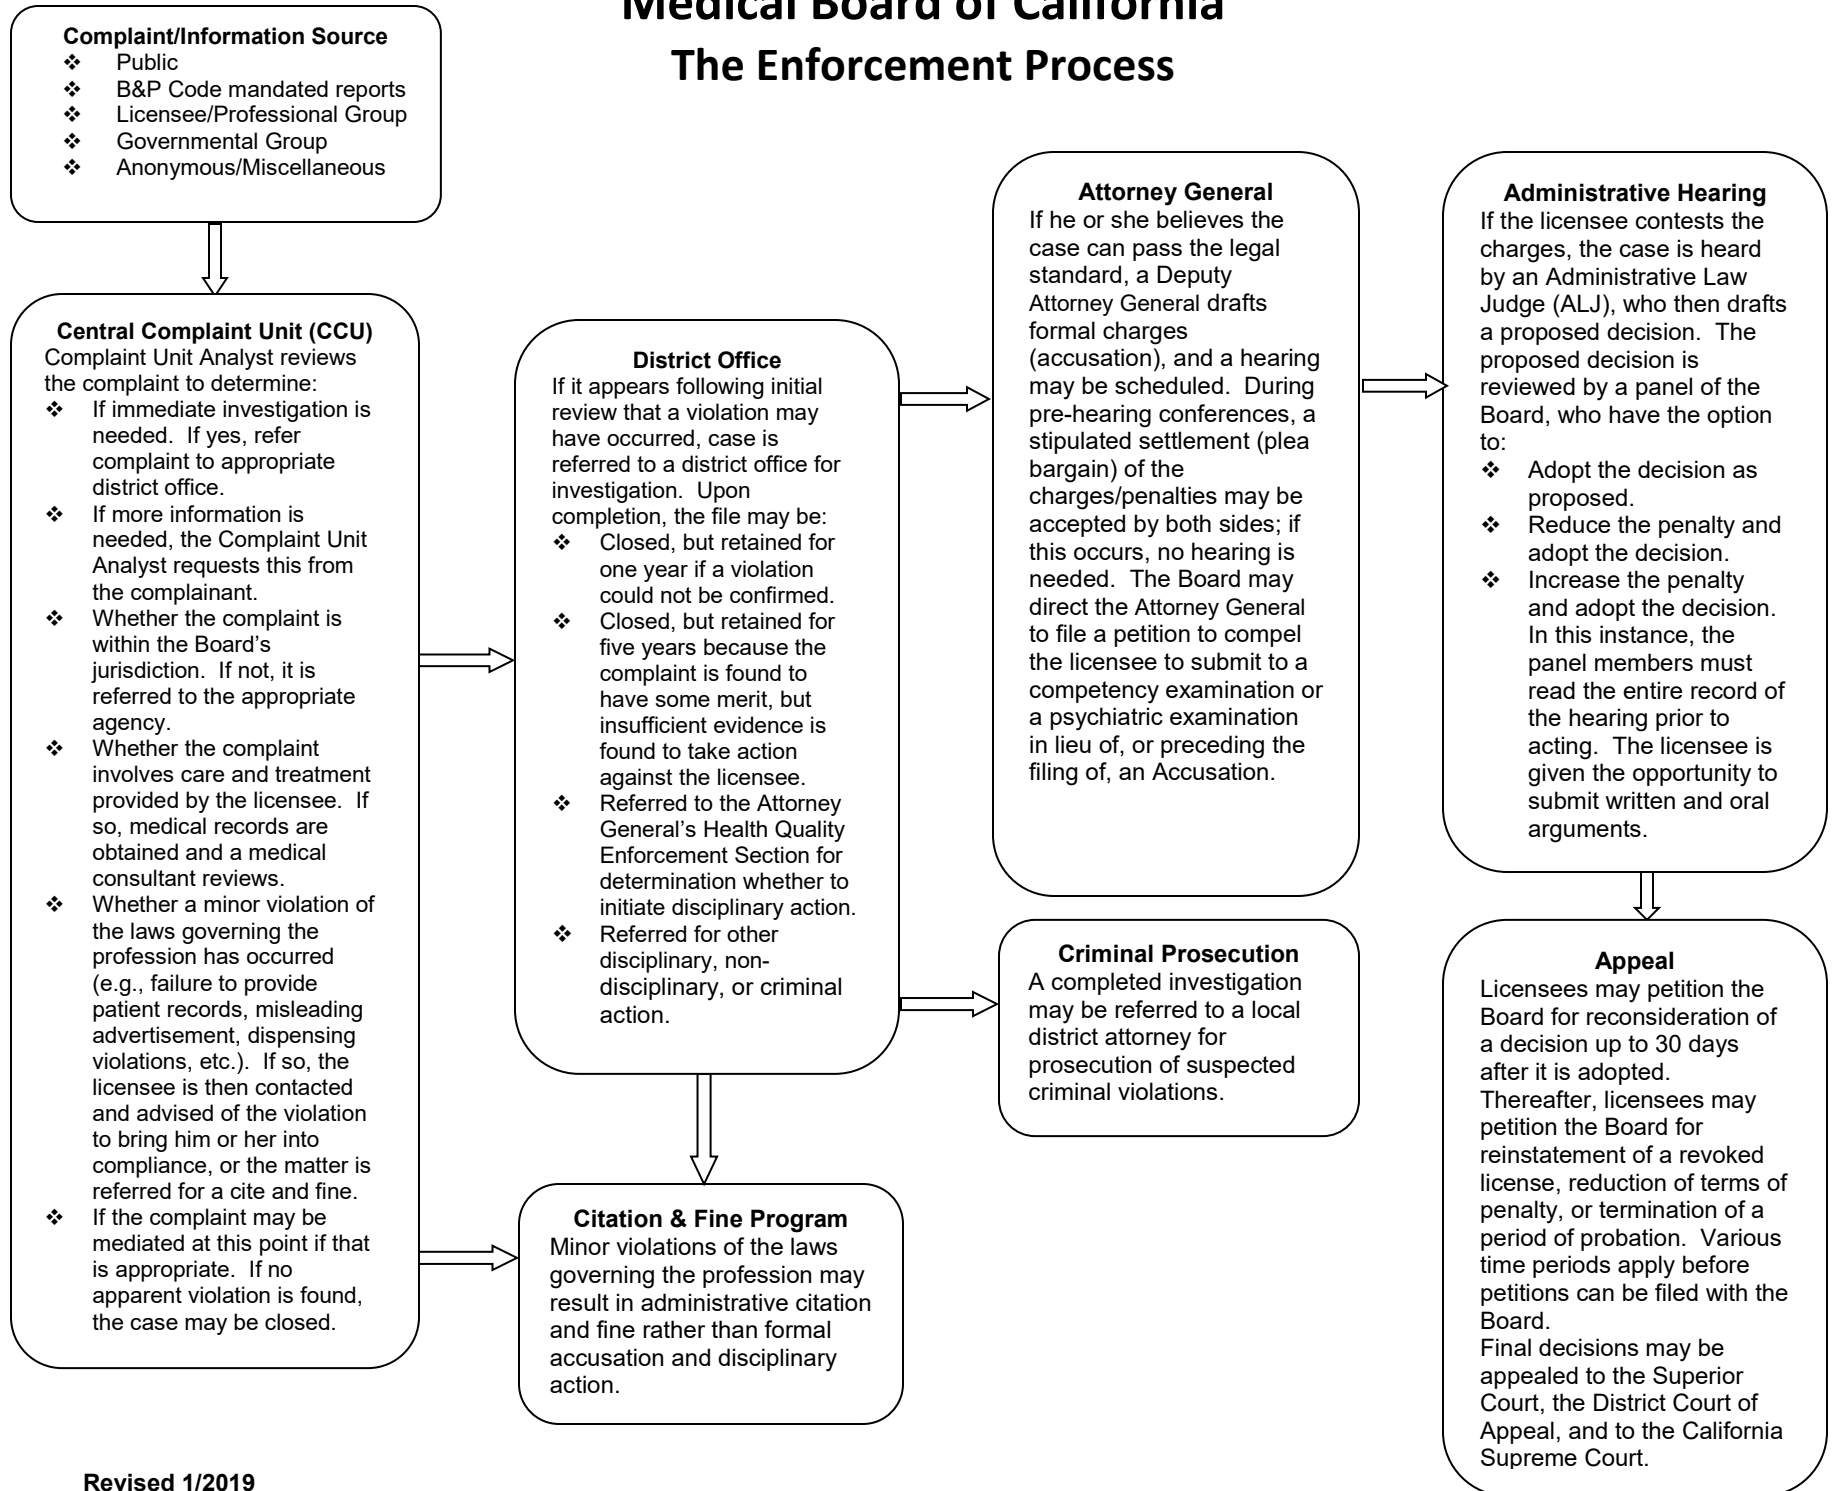 Medical Board of California
The Enforcement Process
Complaint/Information Source
❖ Public
❖ B&P Code mandated reports
❖ Licensee/Professional Group
❖ Governmental Group
❖ Anonymous/Miscellaneous
Central Complaint Unit (CCU)
Complaint Unit Analyst reviews
the complaint to determine:
❖ If immediate investigation is
needed. If yes, refer
complaint to appropriate
district office.
❖ If more information is
needed, the Complaint Unit
Analyst requests this from
the complainant.
❖ Whether the complaint is
within the Board’s
jurisdiction. If not, it is
referred to the appropriate
agency.
❖ Whether the complaint
involves care and treatment
provided by the licensee. If
so, medical records are
obtained and a medical
consultant reviews.
❖ Whether a minor violation of
the laws governing the
profession has occurred
(e.g., failure to provide
patient records, misleading
advertisement, dispensing
violations, etc.). If so, the
licensee is then contacted
and advised of the violation
to bring him or her into
compliance, or the matter is
referred for a cite and fine.
❖ If the complaint may be
mediated at this point if that
is appropriate. If no
apparent violation is found,
the case may be closed.
District Office
If it appears following initial
review that a violation may
have occurred, case is
referred to a district office for
investigation. Upon
completion, the file may be:
❖ Closed, but retained for
one year if a violation
could not be confirmed.
❖ Closed, but retained for
five years because the
complaint is found to
have some merit, but
insufficient evidence is
found to take action
against the licensee.
❖ Referred to the Attorney
General’s Health Quality
Enforcement Section for
determination whether to
initiate disciplinary action.
❖ Referred for other
disciplinary, non-
disciplinary, or criminal
action.
Citation & Fine Program
Minor violations of the laws
governing the profession may
result in administrative citation
and fine rather than formal
accusation and disciplinary
action.
Attorney General
If he or she believes the
case can pass the legal
standard, a Deputy
Attorney General drafts
formal charges
(accusation), and a hearing
may be scheduled. During
pre-hearing conferences, a
stipulated settlement (plea
bargain) of the
charges/penalties may be
accepted by both sides; if
this occurs, no hearing is
needed. The Board may
direct the Attorney General
to file a petition to compel
the licensee to submit to a
competency examination or
a psychiatric examination
in lieu of, or preceding the
filing of, an Accusation.
Criminal Prosecution
A completed investigation
may be referred to a local
district attorney for
prosecution of suspected
criminal violations.
Administrative Hearing
If the licensee contests the
charges, the case is heard
by an Administrative Law
Judge (ALJ), who then drafts
a proposed decision. The
proposed decision is
reviewed by a panel of the
Board, who have the option
to:
❖ Adopt the decision as
proposed.
❖ Reduce the penalty and
adopt the decision.
❖ Increase the penalty
and adopt the decision.
In this instance, the
panel members must
read the entire record of
the hearing prior to
acting. The licensee is
given the opportunity to
submit written and oral
arguments.
Appeal
Licensees may petition the
Board for reconsideration of
a decision up to 30 days
after it is adopted.
Thereafter, licensees may
petition the Board for
reinstatement of a revoked
license, reduction of terms of
penalty, or termination of a
period of probation. Various
time periods apply before
petitions can be filed with the
Board.
Final decisions may be
appealed to the Superior
Court, the District Court of
Appeal, and to the California
Supreme Court.
Revised 1/2019